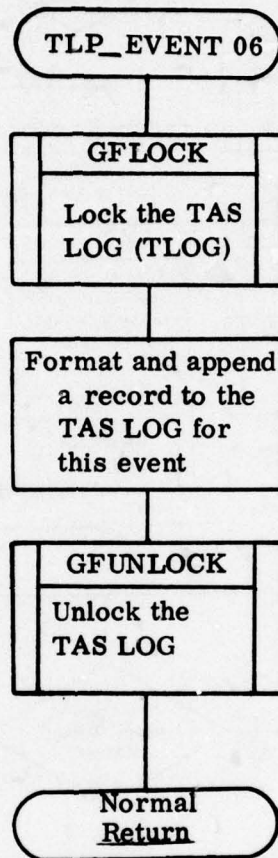 TLP_EVENT 06
GFLOCK
Lock the TAS
LOG (TLOG)
Format and append
a record to the
TAS LOG for
this event
GFUNLOCK
Unlock the
TAS LOG
Normal
Return